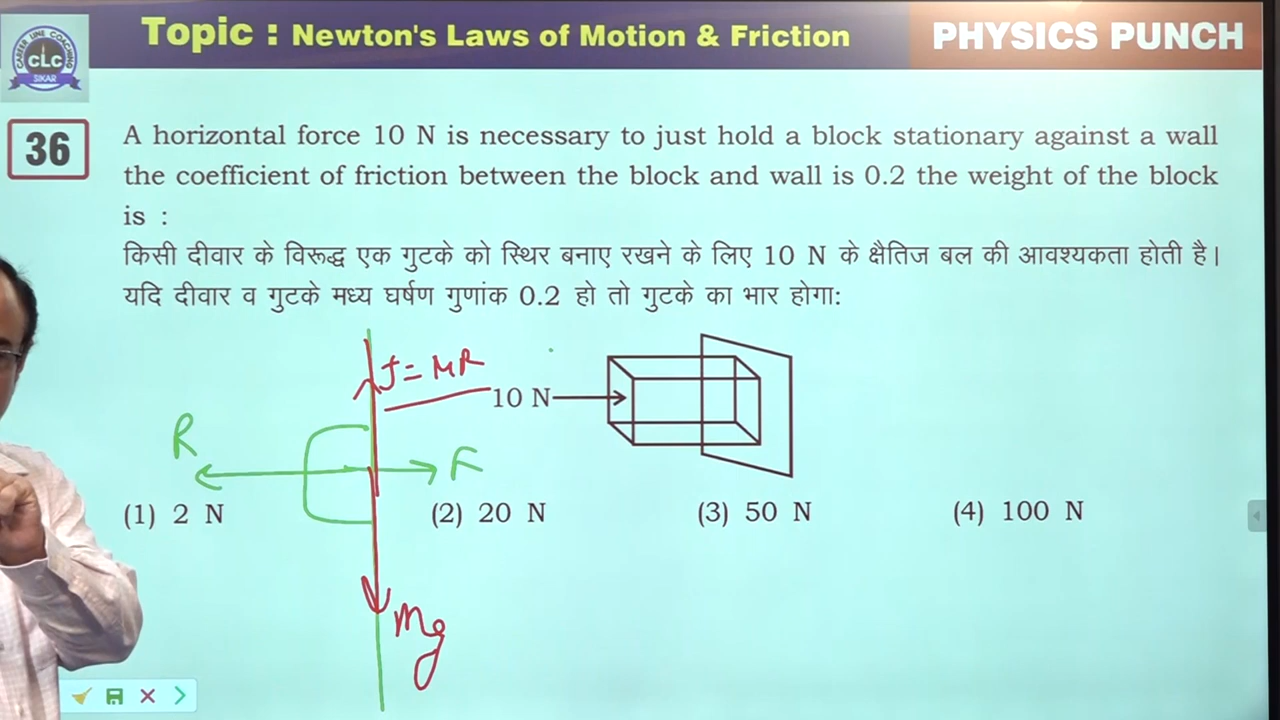 Topic : Newton's Laws of Motion & Friction
PHYSICS PUNCH
CAREER LINE COACHING
CLC
SIKAR
36
A horizontal force 10 N is necessary to just hold a block stationary against a wall
the coefficient of friction between the block and wall is 0.2 the weight of the block
is :
किसी दीवार के विरूद्ध एक गुटके को स्थिर बनाए रखने के लिए 10 N के क्षैतिज बल की आवश्यकता होती है।
यदि दीवार व गुटके मध्य घर्षण गुणांक 0.2 हो तो गुटके का भार होगा:
f = μR
10 N
R
F
(1) 2 N
(2) 20 N
(3) 50 N
(4) 100 N
Mg